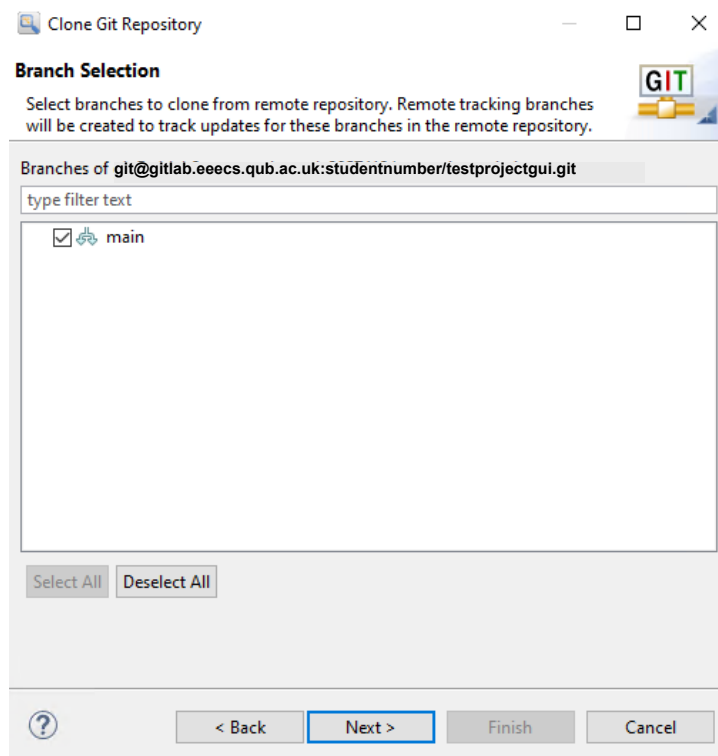 Clone Git Repository
Branch Selection
GIT
Select branches to clone from remote repository. Remote tracking branches
will be created to track updates for these branches in the remote repository.
Branches of git@gitlab.eeecs.qub.ac.uk:studentnumber/testprojectgui.git
type filter text
main
Select All Deselect All
? < Back Next > Finish Cancel